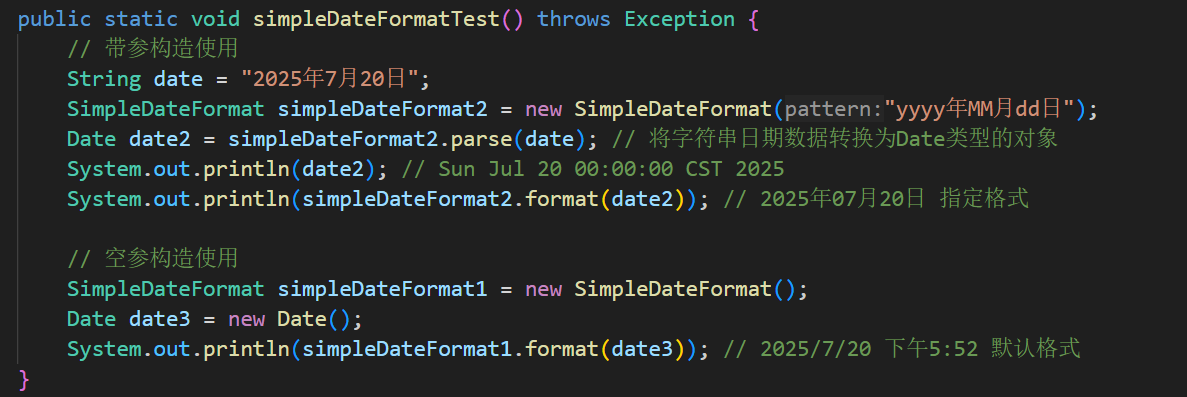 public static void simpleDateFormatTest() throws Exception {
// 带参构造使用
String date = "2025年7月20日";
SimpleDateFormat simpleDateFormat2 = new SimpleDateFormat(pattern:"yyyy年MM月dd日");
Date date2 = simpleDateFormat2.parse(date); // 将字符串日期数据转换为Date类型的对象
System.out.println(date2); // Sun Jul 20 00:00:00 CST 2025
System.out.println(simpleDateFormat2.format(date2)); // 2025年07月20日 指定格式
// 空参构造使用
SimpleDateFormat simpleDateFormat1 = new SimpleDateFormat();
Date date3 = new Date();
System.out.println(simpleDateFormat1.format(date3)); // 2025/7/20 下午5:52 默认格式
}